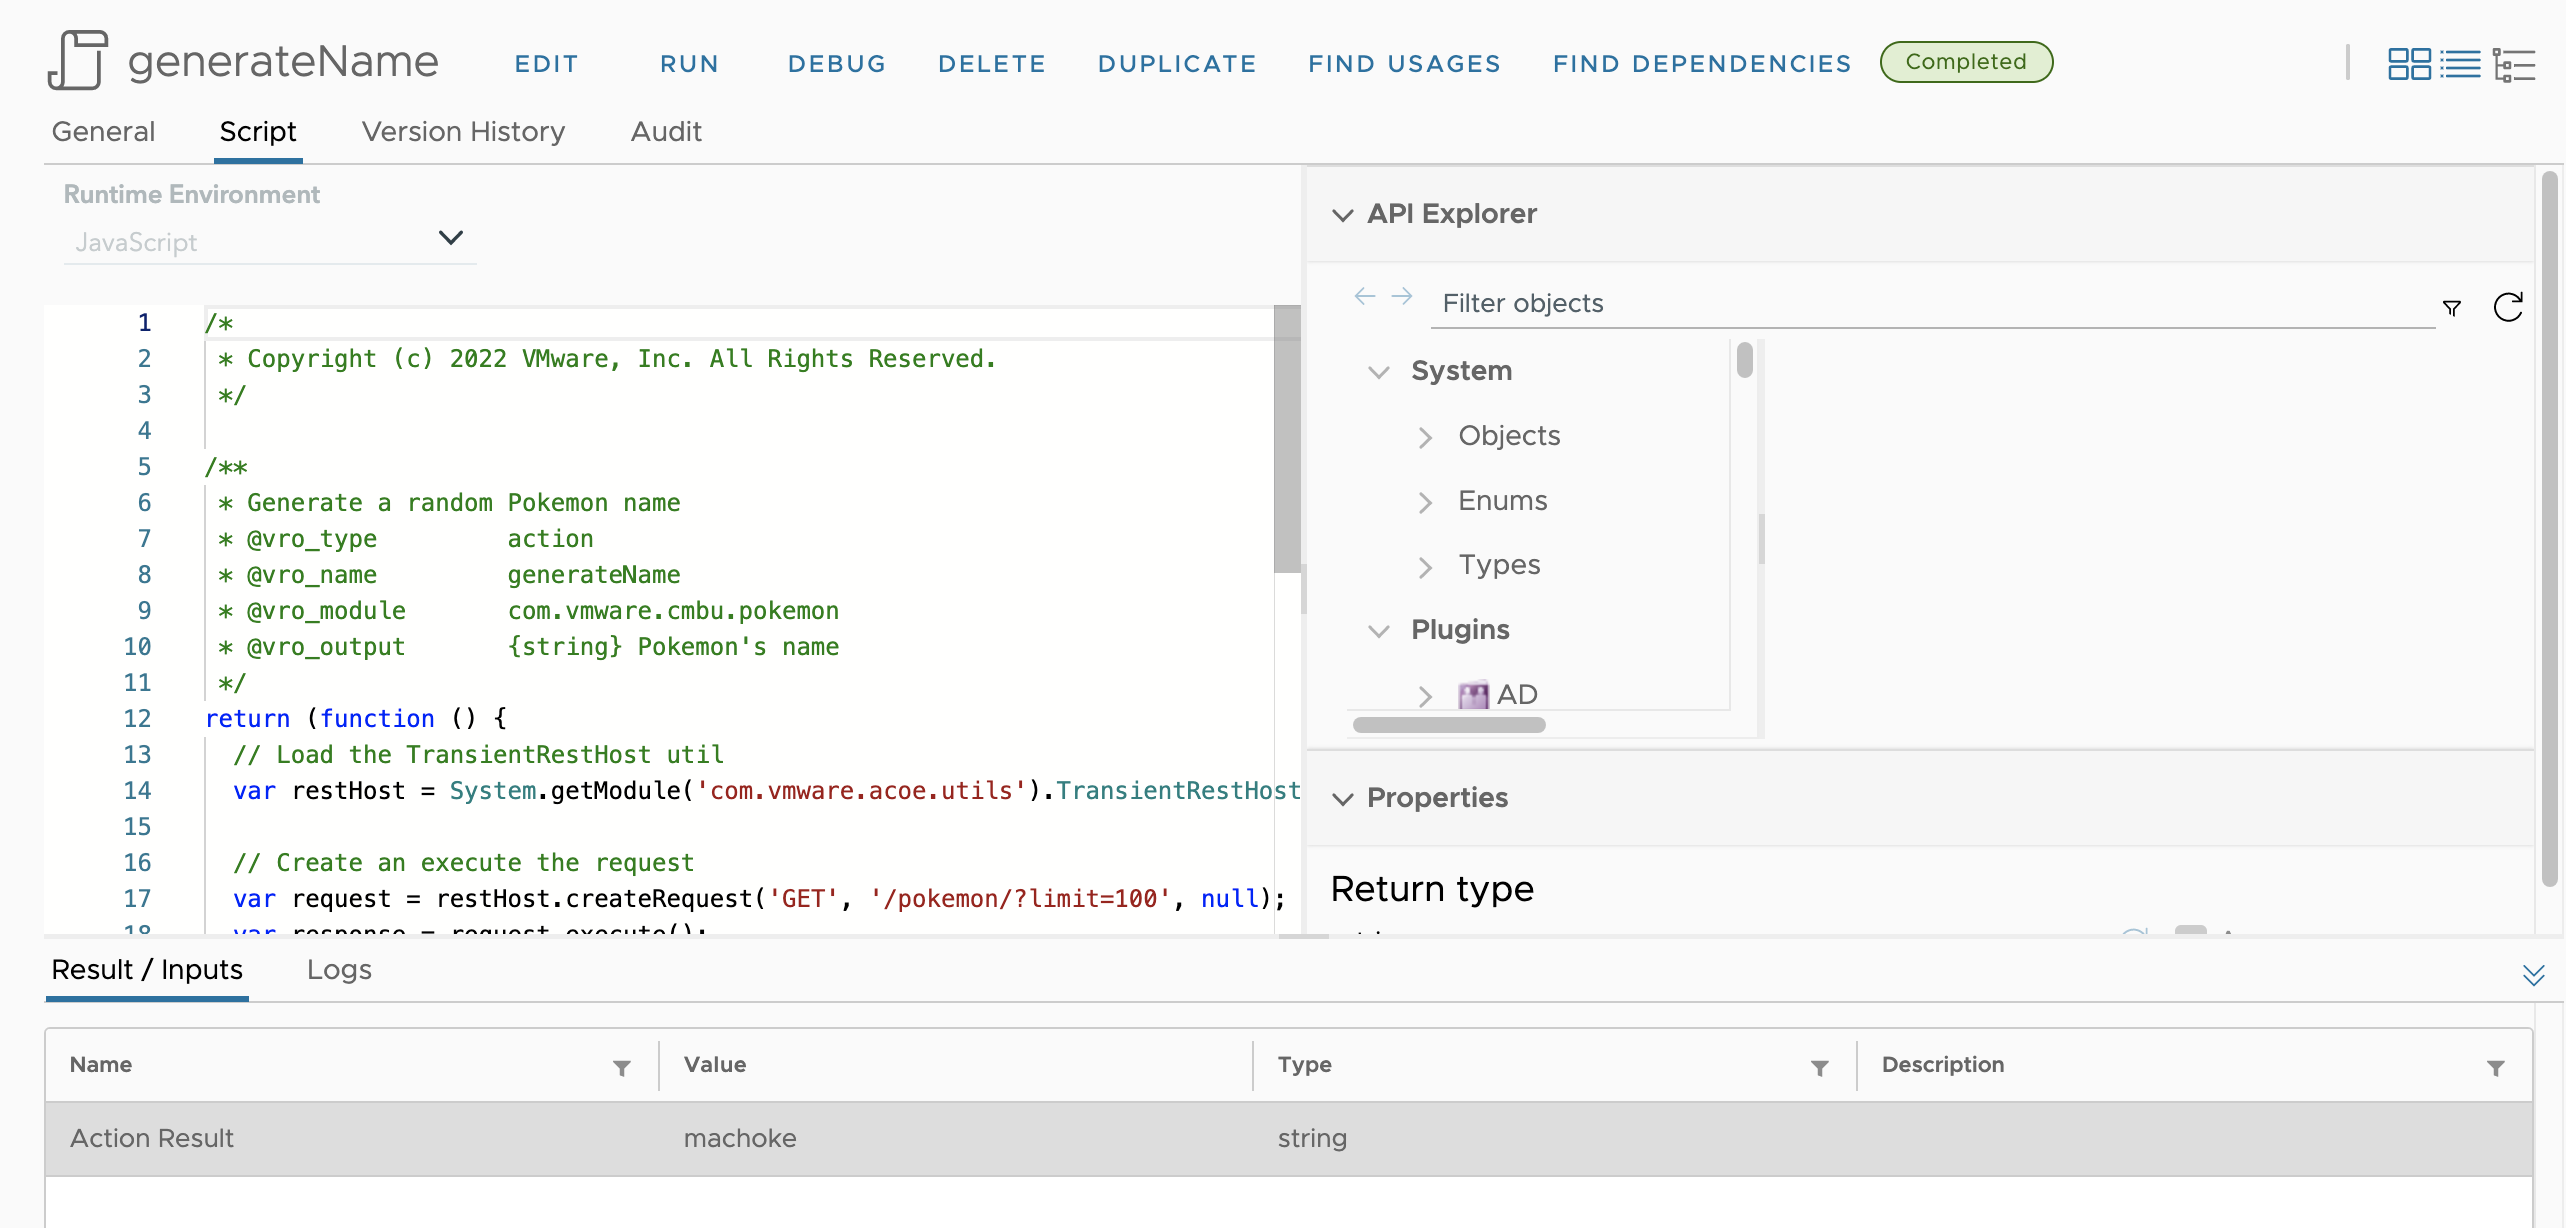 generateName EDIT RUN DEBUG DELETE DUPLICATE FIND USAGES FIND DEPENDENCIES Completed
General Script Version History Audit
Runtime Environment
JavaScript
1 /*
2 * Copyright (c) 2022 VMware, Inc. All Rights Reserved.
3 */
4
5 /**
6 * Generate a random Pokemon name
7 * @vro_type action
8 * @vro_name generateName
9 * @vro_module com.vmware.cmbu.pokemon
10 * @vro_output {string} Pokemon's name
11 */
12 return (function () {
13 // Load the TransientRestHost util
14 var restHost = System.getModule('com.vmware.acoe.utils').TransientRestHost
15
16 // Create an execute the request
17 var request = restHost.createRequest('GET', '/pokemon/?limit=100', null);
18 var response = request.execute();
API Explorer
Filter objects
System
Objects
Enums
Types
Plugins
AD
Properties
Return type
Result / Inputs Logs
Name Value Type Description
Action Result machoke string